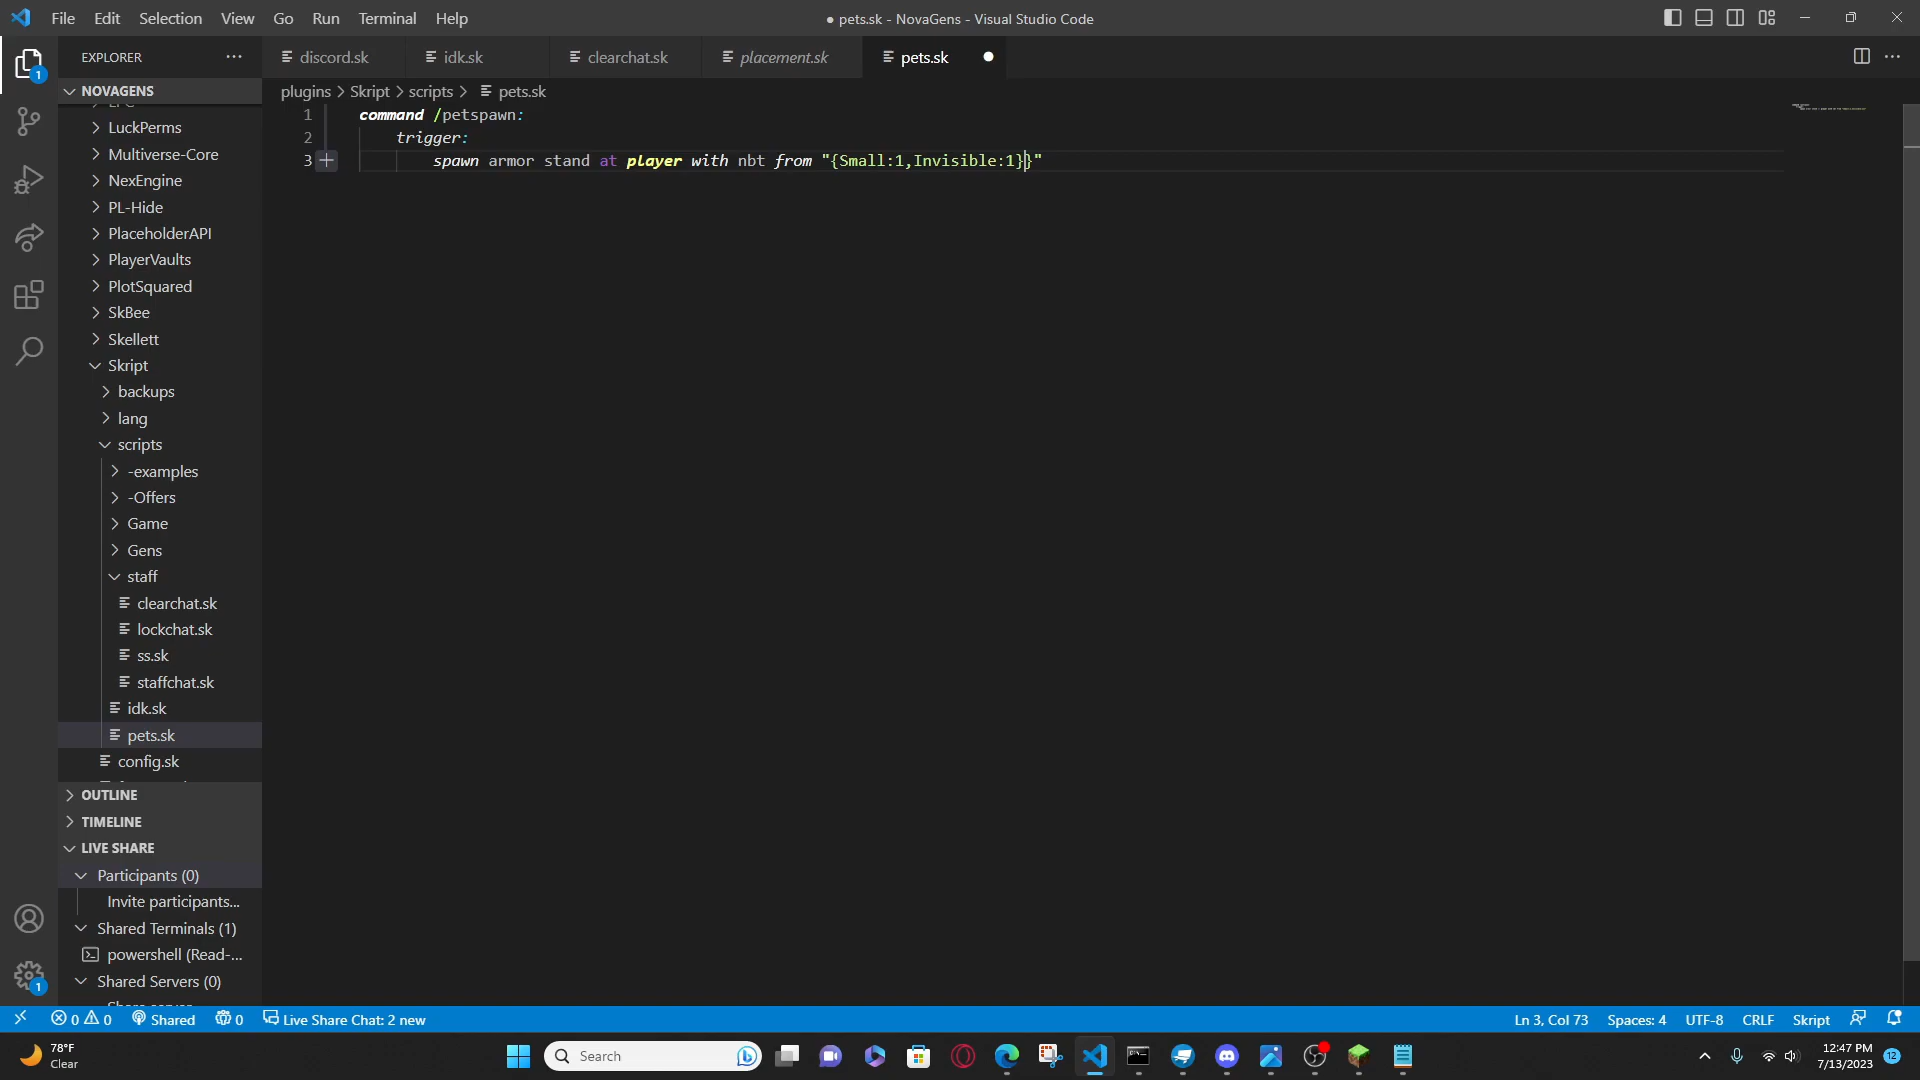 File Edit Selection View Go Run Terminal Help
● pets.sk - NovaGens - Visual Studio Code
EXPLORER
discord.sk idk.sk clearchat.sk placement.sk pets.sk
1
NOVAGENS
plugins > Skript > scripts > pets.sk
LuckPerms
Multiverse-Core
NexEngine
PL-Hide
PlaceholderAPI
PlayerVaults
PlotSquared
SkBee
Skellett
Skript
backups
lang
scripts
-examples
-Offers
Game
Gens
staff
clearchat.sk
lockchat.sk
ss.sk
staffchat.sk
idk.sk
pets.sk
config.sk
OUTLINE
TIMELINE
LIVE SHARE
Participants (0)
Invite participants...
Shared Terminals (1)
powershell (Read-...
Shared Servers (0)
1
1 command /petspawn:
2 trigger:
3 spawn armor stand at player with nbt from "{Small:1,Invisible:1}}"
0 0 Shared 0 Live Share Chat: 2 new
Ln 3, Col 73 Spaces: 4 UTF-8 CRLF Skript
78°F
Clear
Search
12:47 PM
7/13/2023
12